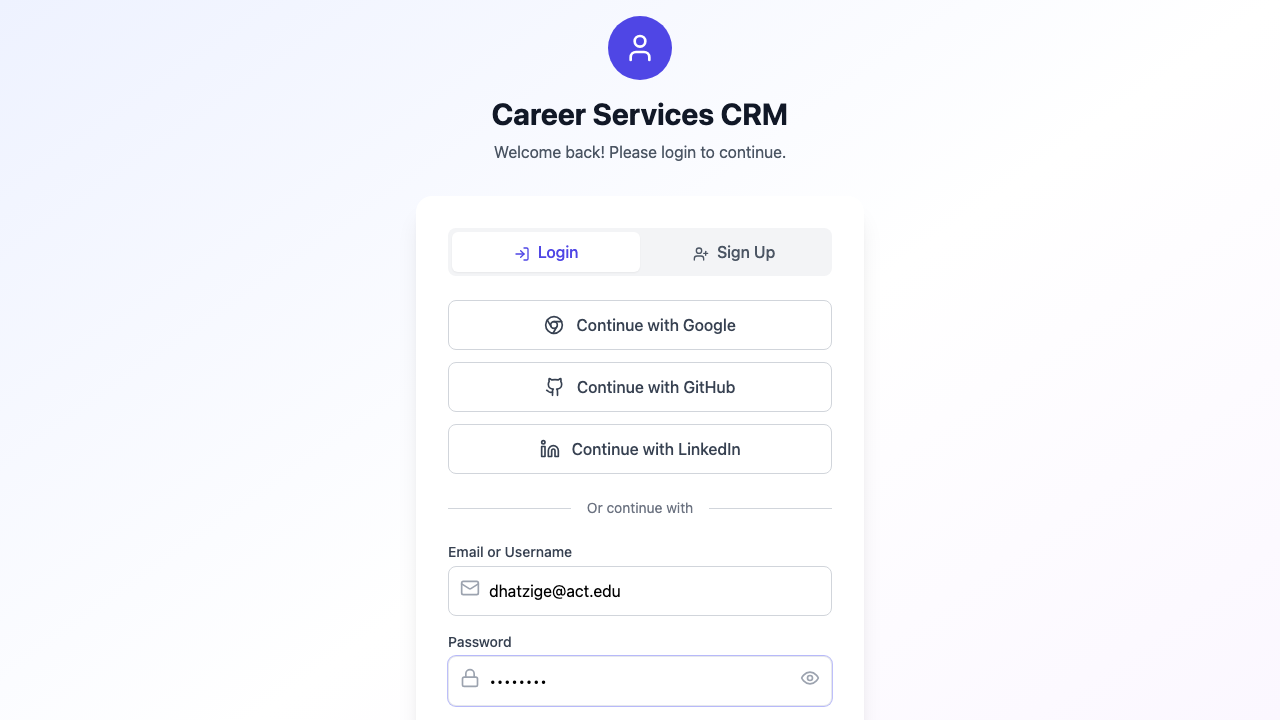 Career Services CRM
Welcome back! Please login to continue.
Login
Sign Up
Continue with Google
Continue with GitHub
Continue with LinkedIn
Or continue with
Email or Username
dhatzige@act.edu
Password
••••••••